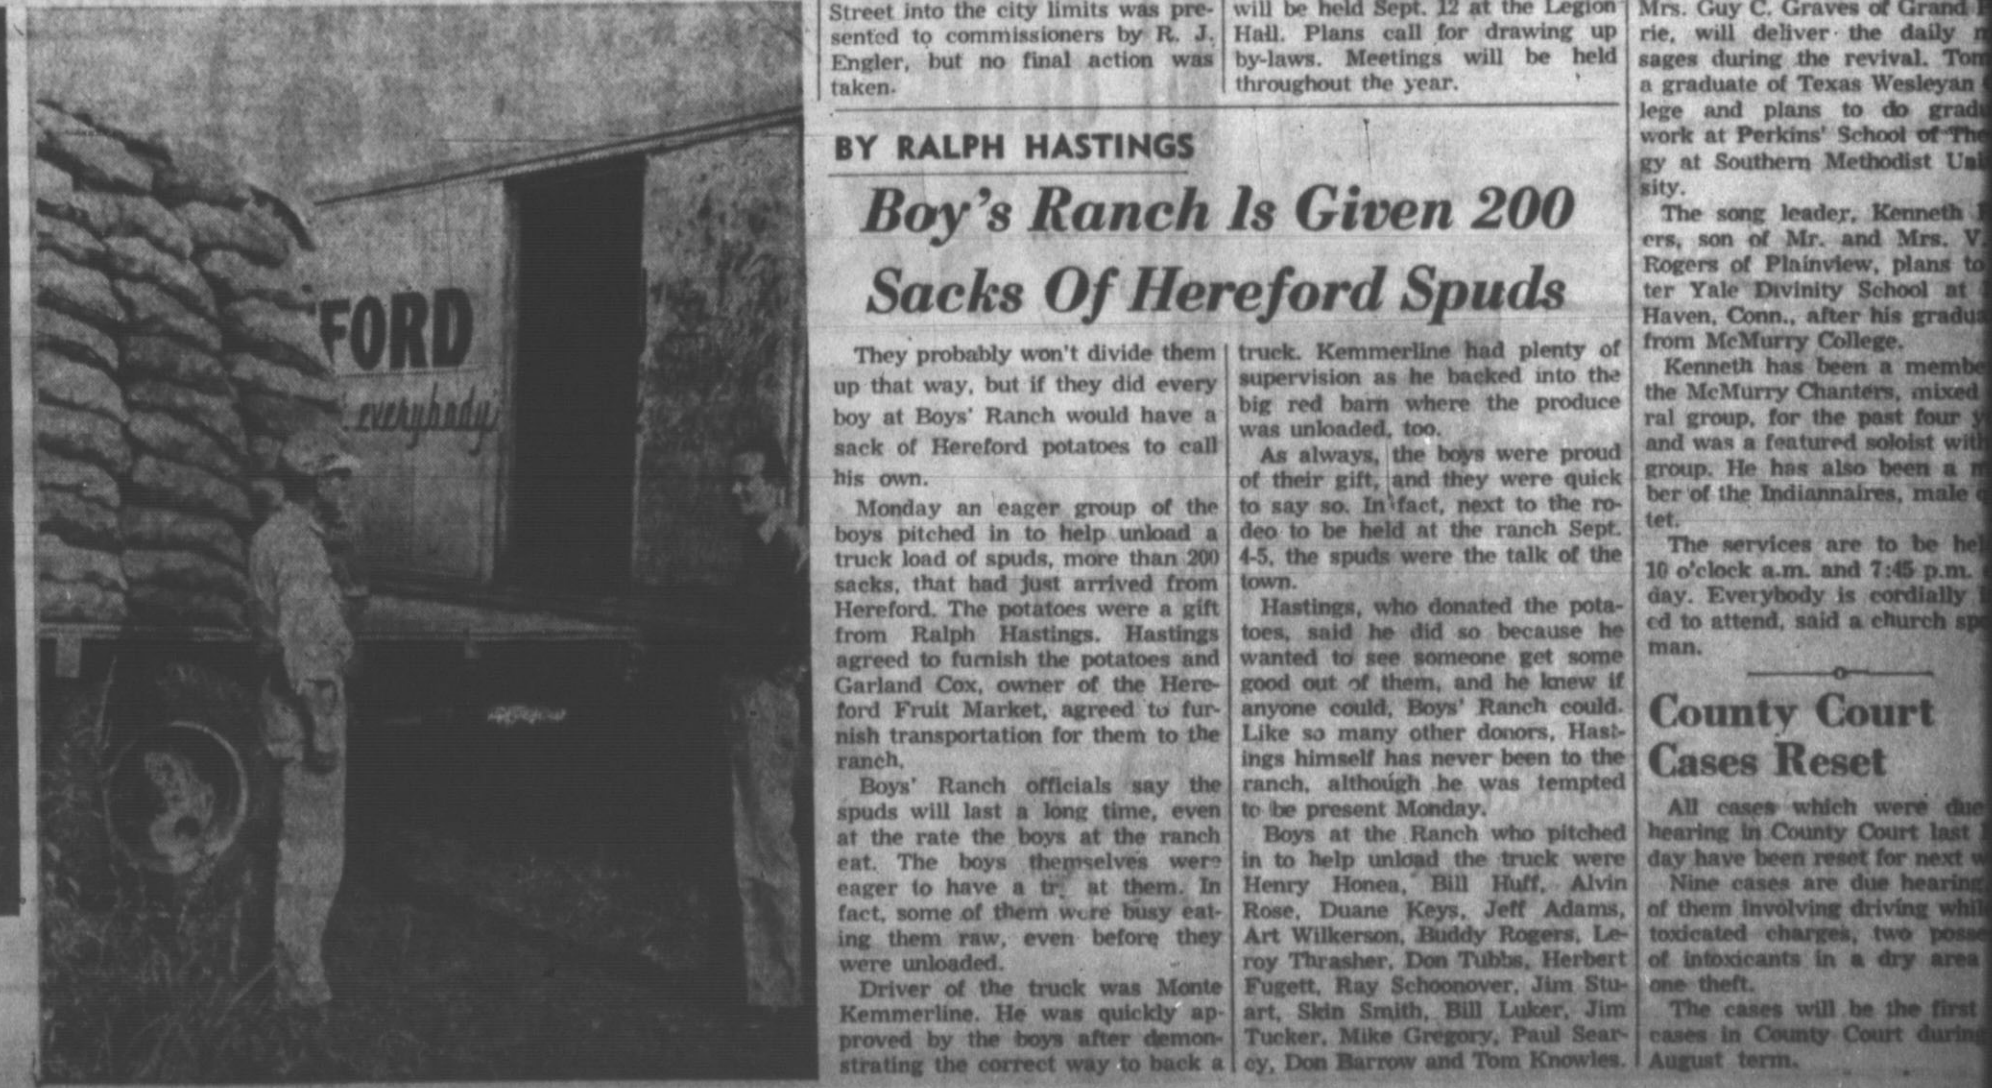 FORD
everybody
Street into the city limits was pre-
sented to commissioners by R. J.
Engler, but no final action was
taken.
will be held Sept. 12 at the Legion
Hall. Plans call for drawing up
by-laws. Meetings will be held
throughout the year.
BY RALPH HASTINGS
Boy's Ranch Is Given 200
Sacks Of Hereford Spuds
They probably won't divide them
up that way, but if they did every
boy at Boys' Ranch would have a
sack of Hereford potatoes to call
his own.
Monday an eager group of the
boys pitched in to help unload a
truck load of spuds, more than 200
sacks, that had just arrived from
Hereford. The potatoes were a gift
from Ralph Hastings. Hastings
agreed to furnish the potatoes and
Garland Cox, owner of the Here-
ford Fruit Market, agreed to fur-
nish transportation for them to the
ranch.
Boys' Ranch officials say the
spuds will last a long time, even
at the rate the boys at the ranch
eat. The boys themselves were
eager to have a at them. In
fact, some of them were busy eat-
ing them raw, even before they
were unloaded.
Driver of the truck was Monte
Kemmerline. He was quickly ap-
proved by the boys after demon-
strating the correct way to back a
truck. Kemmerline had plenty of
supervision as he backed into the
big red barn where the produce
was unloaded, too.
As always, the boys were proud
of their gift, and they were quick
to say so. In fact, next to the ro-
deo to be held at the ranch Sept.
4-5, the spuds were the talk of the
town.
Hastings, who donated the pota-
toes, said he did so because he
wanted to see someone get some
good out of them, and he knew if
anyone could, Boys' Ranch could.
Like so many other donors, Hast-
ings himself has never been to the
ranch, although he was tempted
to be present Monday.
Boys at the Ranch who pitched
in to help unload the truck were
Henry Honea, Bill Huff, Alvin
Rose, Duane Keys, Jeff Adams,
Art Wilkerson, Buddy Rogers, Le-
roy Thrasher, Don Tubbs, Herbert
Fugett, Ray Schoonover, Jim Stu-
art, Skin Smith, Bill Luker, Jim
Tucker, Mike Gregory, Paul Sear-
cy, Don Barrow and Tom Knowles.
Mrs. Guy C. Graves of Grand
rie, will deliver the daily
sages during the revival. Tom
a graduate of Texas Wesleyan
lege and plans to do
work at Perkins' School of
gy at Southern Methodist
sity.
The song leader, Kenneth
ers, son of Mr. and Mrs. V.
Rogers of Plainview, plans to
ter Yale Divinity School at
Haven, Conn., after his
from McMurry College.
Kenneth has been a
the McMurry Chanters, mixed
ral group, for the past four
and was a featured soloist
group. He has also been a
ber of the Indiannaires, male
tet.
The services are to be
10 o'clock a.m. and 7:45 p.m.
day. Everybody is cordially
ed to attend, said a church
man.
County Court
Cases Reset
All cases which were due
hearing in County Court last
day have been reset for next
Nine cases are due hearing
of them involving driving
toxicated charges, two
of intoxicants in a dry area
one theft.
The cases will be the first
cases in County Court during
August term.